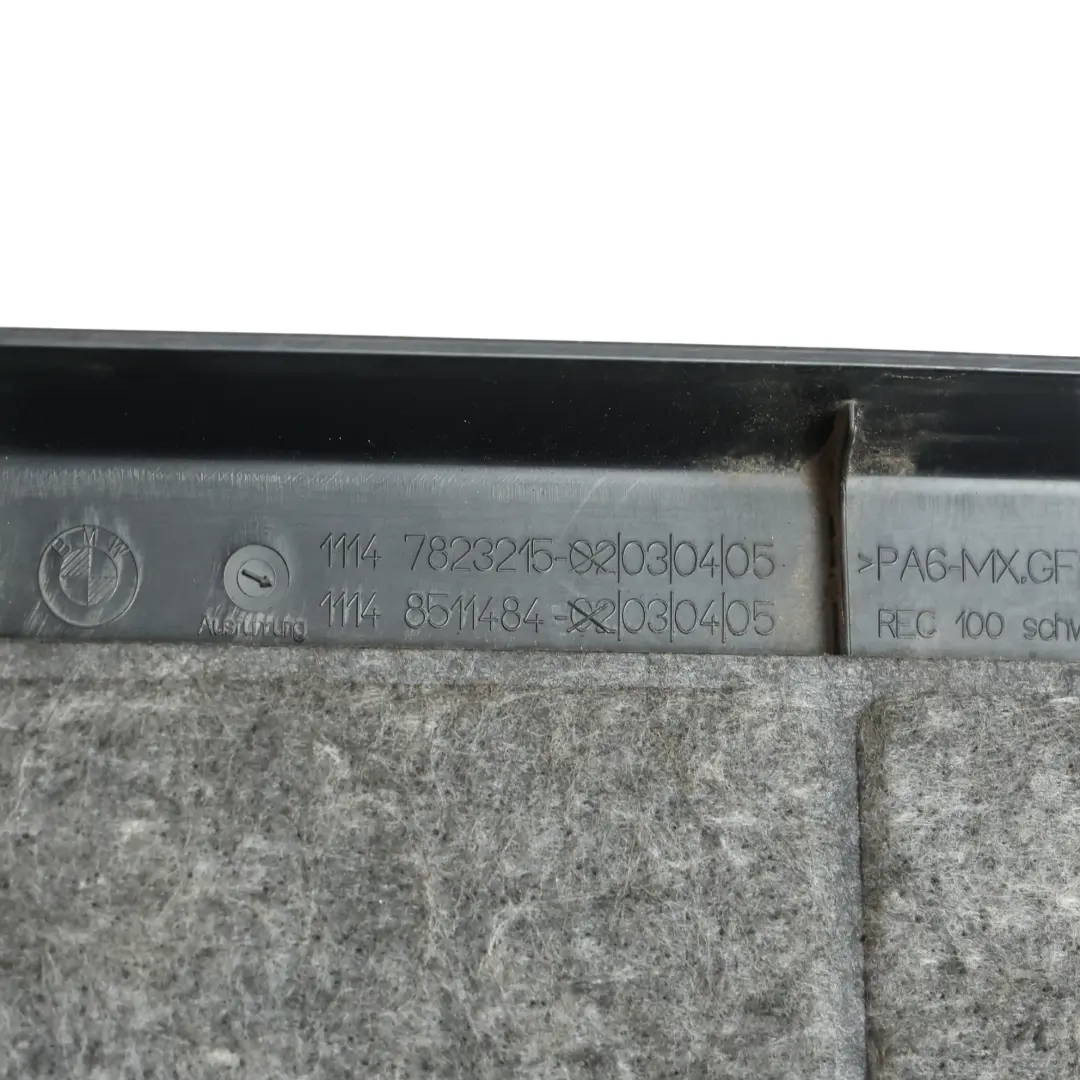 BMW
Ausführung
1114 7823215-02|03|04|05
1114 8511484-02|03|04|05
>PA6-MX,GF
REC 100 schw